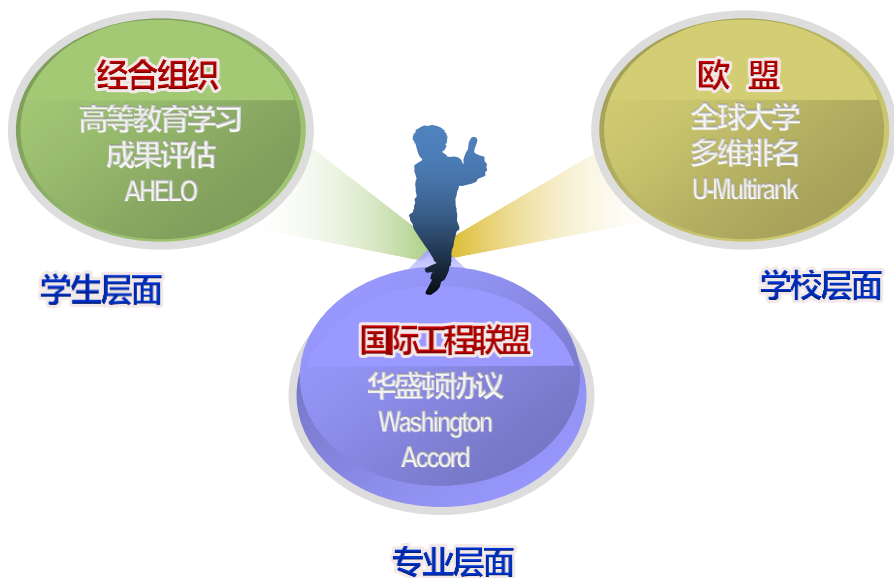 经合组织
高等教育学习
成果评估
AHELO
学生层面
欧 盟
全球大学
多维排名
U-Multirank
学校层面
国际工程联盟
华盛顿协议
Washington
Accord
专业层面